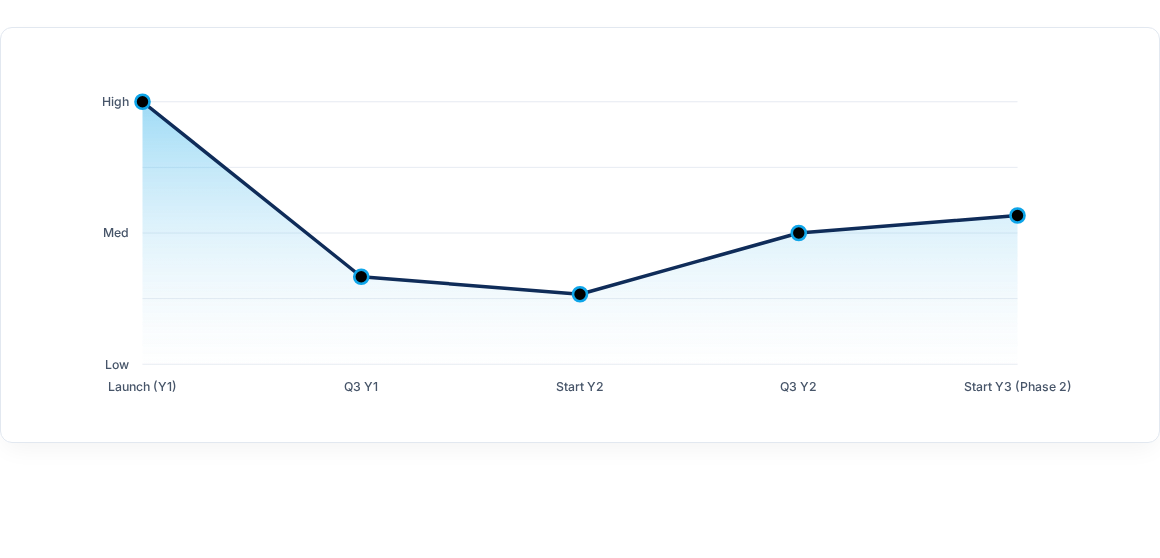 High
Med
Low
Launch (Y1)
Q3 Y1
Start Y2
Q3 Y2
Start Y3 (Phase 2)